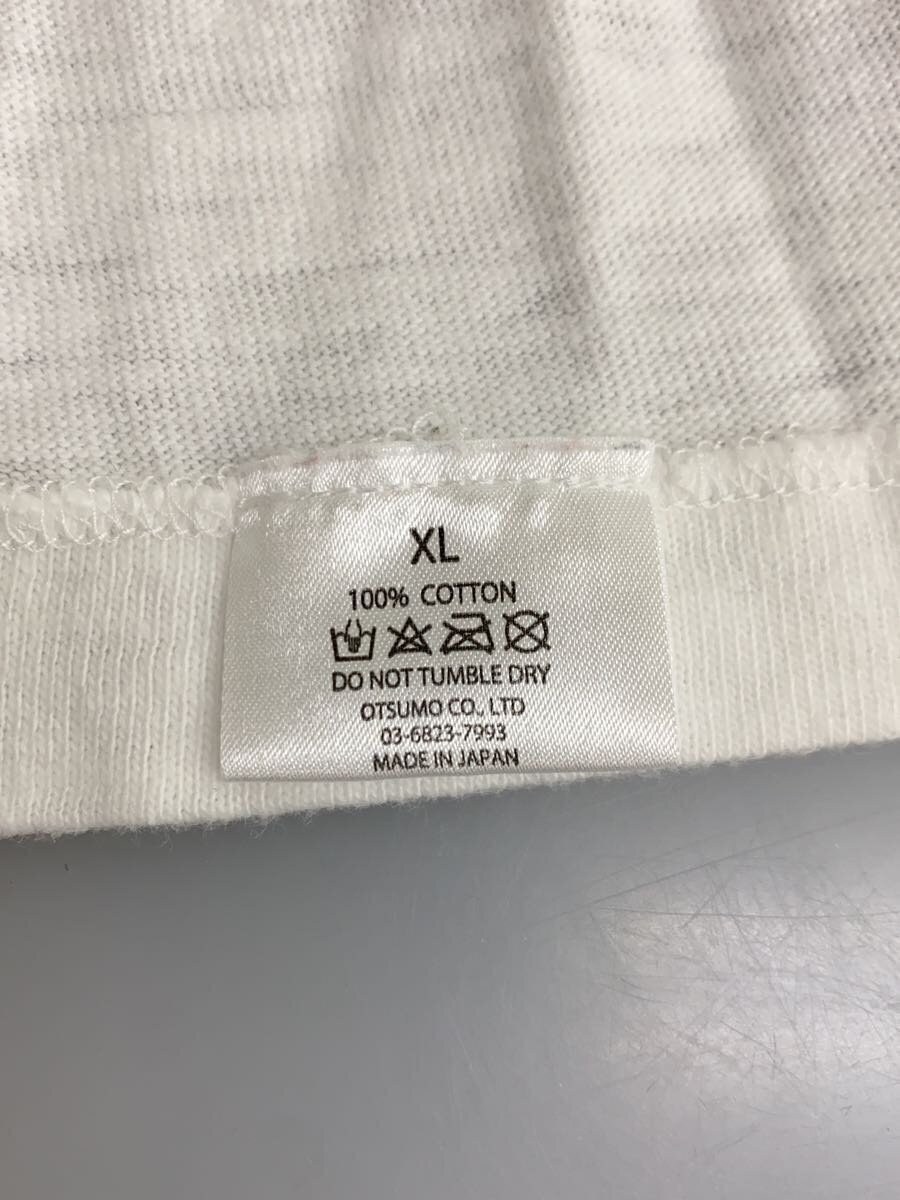 XL
100% COTTON
DO NOT TUMBLE DRY
OTSUMO CO., LTD
03-6823-7993
MADE IN JAPAN